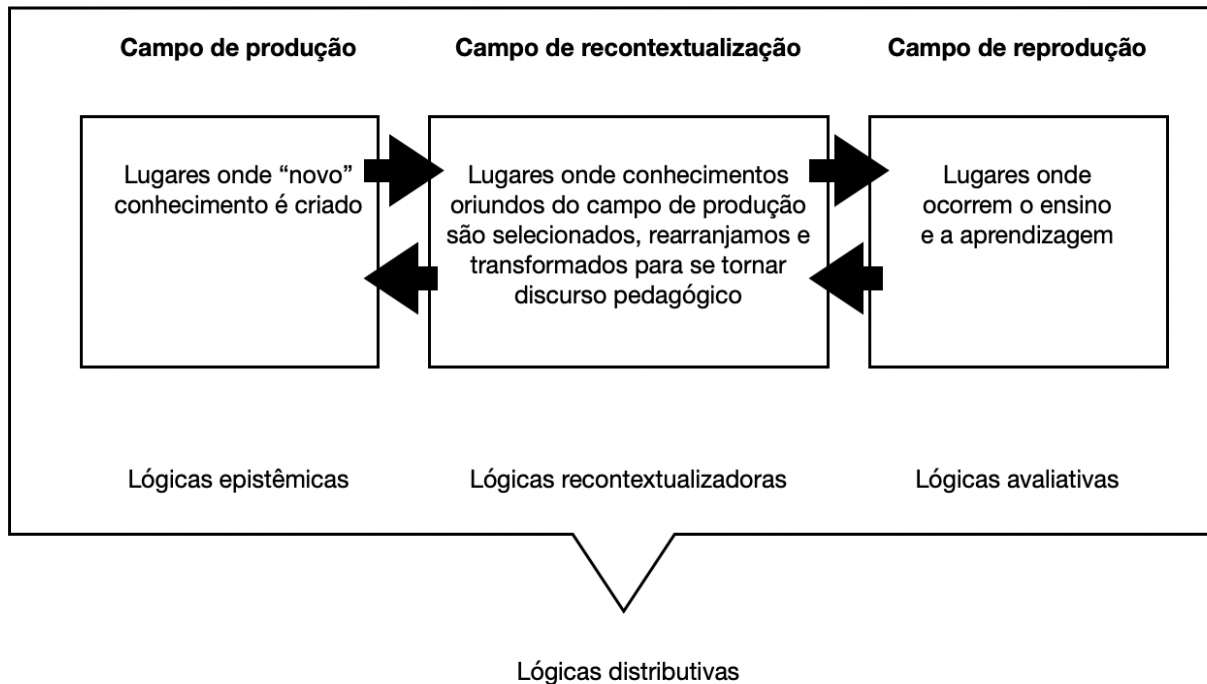 Campo de produção
Campo de recontextualização
Campo de reprodução
Lugares onde “novo”
conhecimento é criado
Lugares onde conhecimentos
oriundos do campo de produção
são selecionados, rearranjamos e
transformados para se tornar
discurso pedagógico
Lugares onde
ocorrem o ensino
e a aprendizagem
Lógicas epistêmicas
Lógicas recontextualizadoras
Lógicas avaliativas
Lógicas distributivas